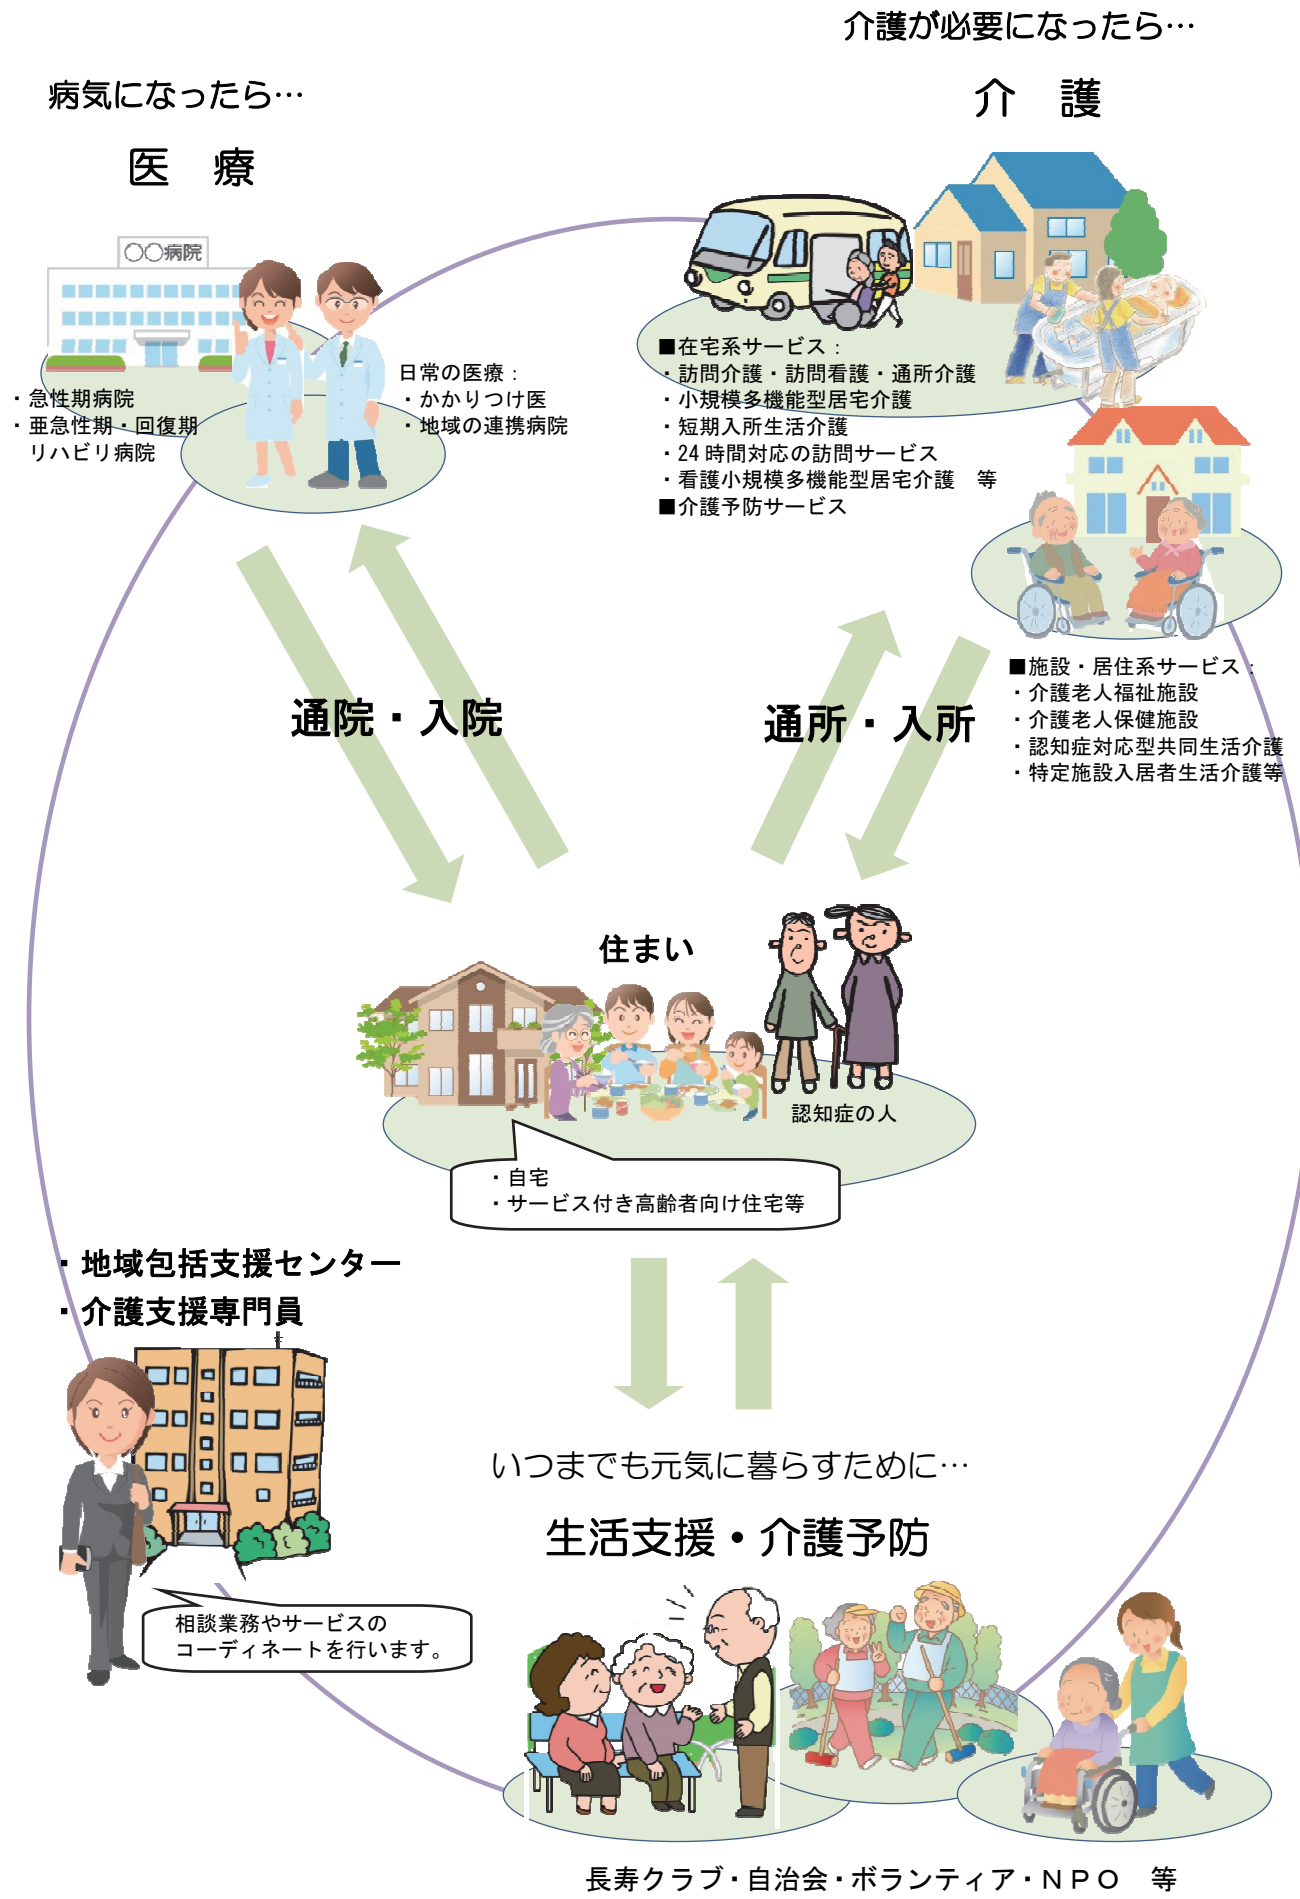 介護が必要になったら…
介　護
病気になったら…
医　療
〇〇病院
・急性期病院
・亜急性期・回復期
リハビリ病院
日常の医療：
・かかりつけ医
・地域の連携病院
■在宅系サービス：
・訪問介護・訪問看護・通所介護
・小規模多機能型居宅介護
・短期入所生活介護
・24時間対応の訪問サービス
・看護小規模多機能型居宅介護　等
■介護予防サービス
■施設・居住系サービス：
・介護老人福祉施設
・介護老人保健施設
・認知症対応型共同生活介護
・特定施設入居者生活介護等
通院・入院
通所・入所
住まい
認知症の人
・自宅
・サービス付き高齢者向け住宅等
・地域包括支援センター
・介護支援専門員
相談業務やサービスの
コーディネートを行います。
いつまでも元気に暮らすために…
生活支援・介護予防
長寿クラブ・自治会・ボランティア・ＮＰＯ　等